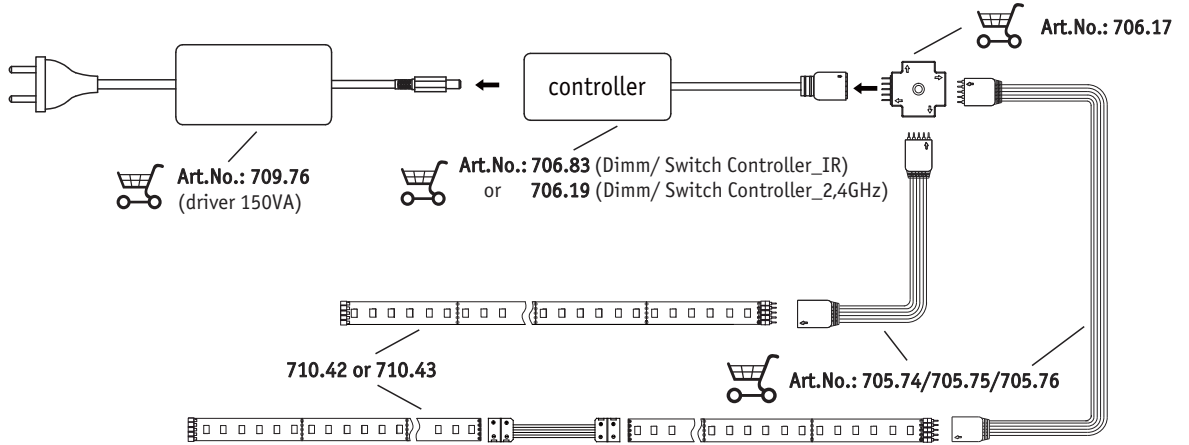 Art.No.: 706.17
controller
Art.No.: 709.76
(driver 150VA)
Art.No.: 706.83 (Dimm/ Switch Controller_IR)
or 706.19 (Dimm/ Switch Controller_2,4GHz)
710.42 or 710.43
Art.No.: 705.74/705.75/705.76